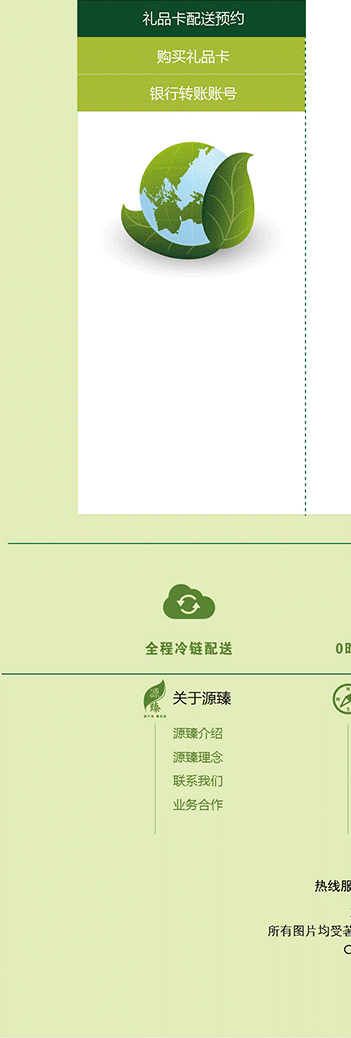 礼品卡配送预约
购买礼品卡
银行转账账号
全程冷链配送
0时
源臻
关于源臻
源臻介绍
源臻理念
联系我们
业务合作
热线服
所有图片均受著